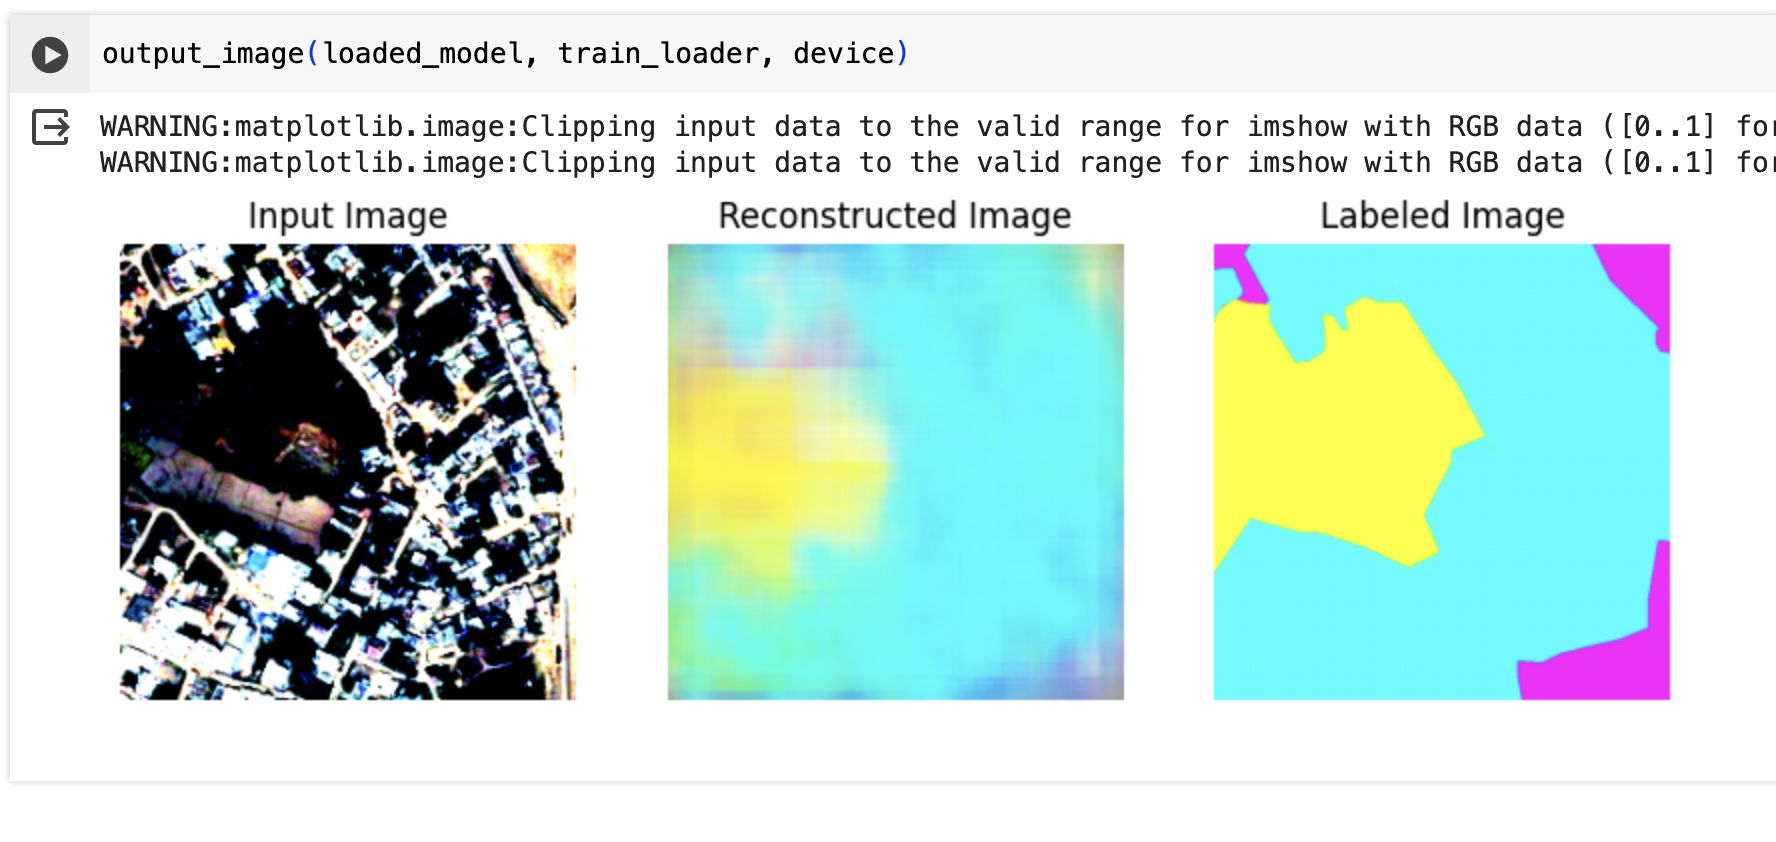 output_image(loaded_model, train_loader, device)
WARNING:matplotlib.image:Clipping input data to the valid range for imshow with RGB data ([0..1] for
WARNING:matplotlib.image:Clipping input data to the valid range for imshow with RGB data ([0..1] for
Input Image
Reconstructed Image
Labeled Image